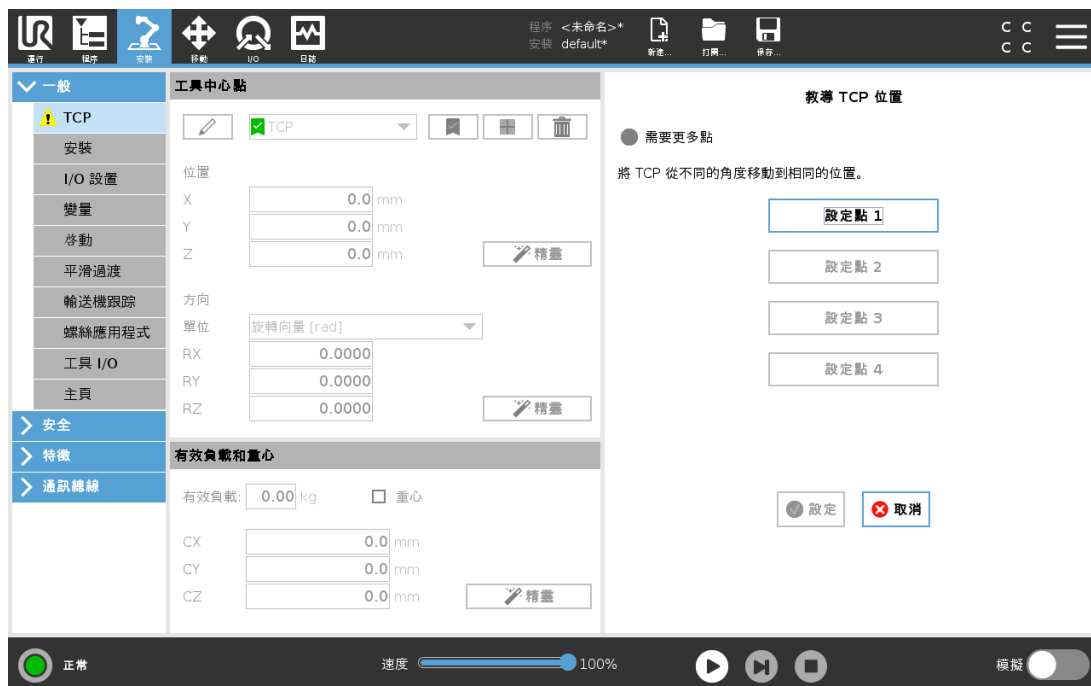 程序 <未命名>*
安裝 default*
運行 程序 安裝 移動 I/O 日誌 新建... 打開... 保存...
C C
C C
一般
TCP
安裝
I/O 設置
變量
啓動
平滑過渡
輸送機跟踪
螺絲應用程式
工具 I/O
主頁
安全
特徵
通訊總線
工具中心點
TCP
位置
X 0.0 mm
Y 0.0 mm
Z 0.0 mm
精靈
方向
單位 旋轉向量 [rad]
RX 0.0000
RY 0.0000
RZ 0.0000
精靈
有效負載和重心
有效負載: 0.00 kg 重心
CX 0.0 mm
CY 0.0 mm
CZ 0.0 mm
精靈
教導 TCP 位置
需要更多點
將 TCP 從不同的角度移動到相同的位置。
設定點 1
設定點 2
設定點 3
設定點 4
設定 取消
正常
速度 100%
模擬